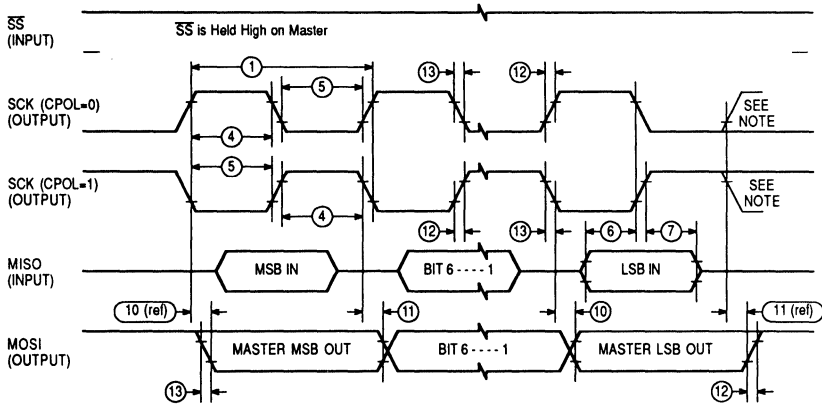 SS
(INPUT)
SS is Held High on Master
1
5
13
12
SCK (CPOL=0)
(OUTPUT)
4
SEE
NOTE
5
SCK (CPOL=1)
(OUTPUT)
4
SEE
NOTE
12
13
6
7
MISO
(INPUT)
MSB IN
BIT 6 - - - - 1
LSB IN
10 (ref)
11
10
11 (ref)
MOSI
(OUTPUT)
MASTER MSB OUT
BIT 6 - - - - 1
MASTER LSB OUT
13
12